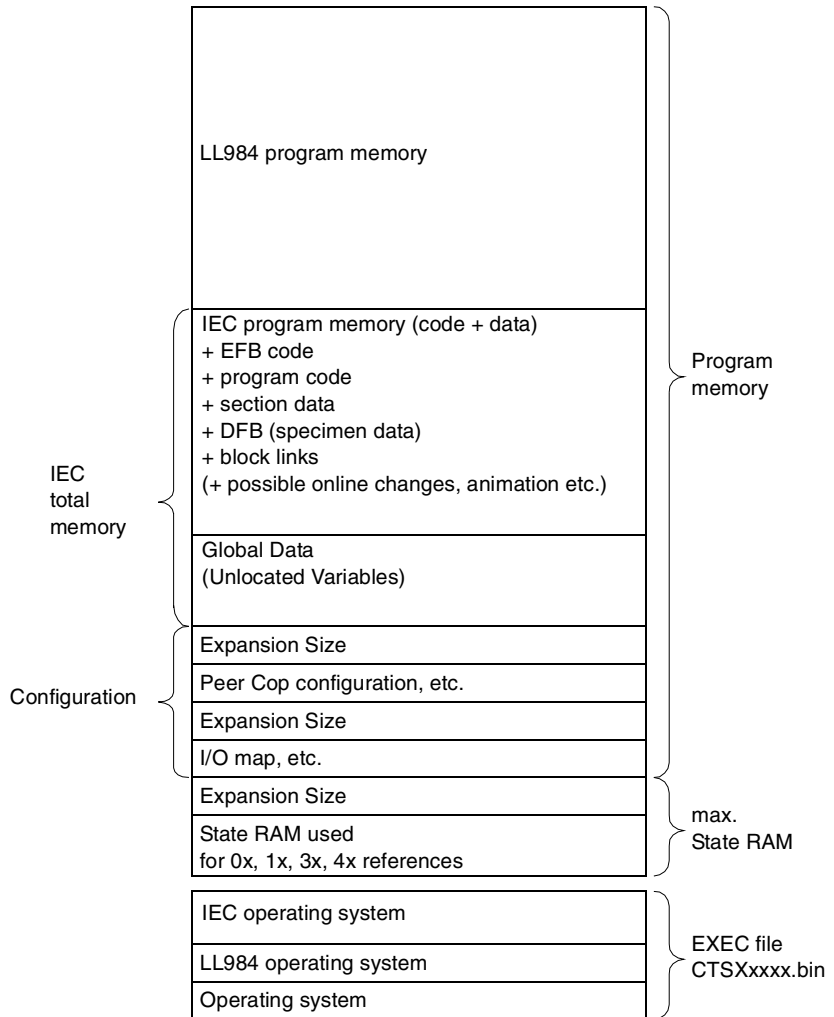 LL984 program memory
IEC program memory (code + data)
+ EFB code
+ program code
+ section data
+ DFB (specimen data)
+ block links
(+ possible online changes, animation etc.)
Program
memory
IEC
total
memory
Global Data
(Unlocated Variables)
Expansion Size
Peer Cop configuration, etc.
Configuration
Expansion Size
I/O map, etc.
Expansion Size
State RAM used
for 0x, 1x, 3x, 4x references
max.
State RAM
IEC operating system
LL984 operating system
Operating system
EXEC file
CTSXxxxx.bin